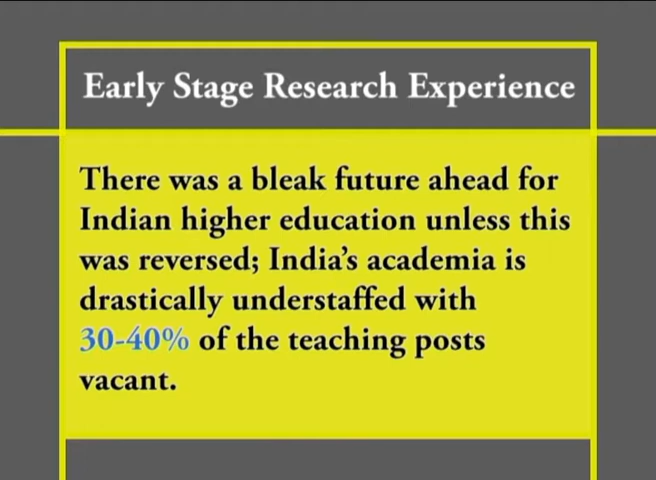 Early Stage Research Experience
There was a bleak future ahead for
Indian higher education unless this
was reversed; India's academia is
drastically understaffed with
30-40% of the teaching posts
vacant.